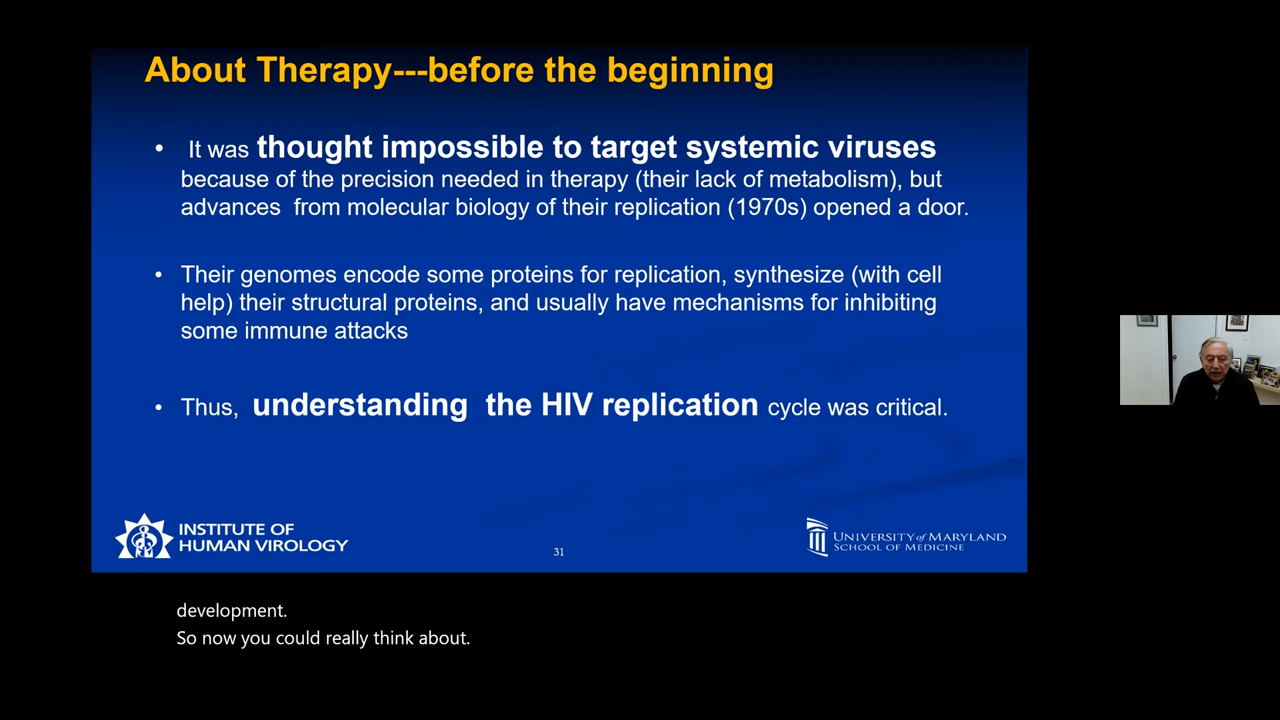 About Therapy---before the beginning
• It was thought impossible to target systemic viruses
because of the precision needed in therapy (their lack of metabolism), but
advances from molecular biology of their replication (1970s) opened a door.
• Their genomes encode some proteins for replication, synthesize (with cell
help) their structural proteins, and usually have mechanisms for inhibiting
some immune attacks
• Thus, understanding the HIV replication cycle was critical.
INSTITUTE OF
HUMAN VIROLOGY
31
UNIVERSITY of MARYLAND
SCHOOL OF MEDICINE
development.
So now you could really think about.